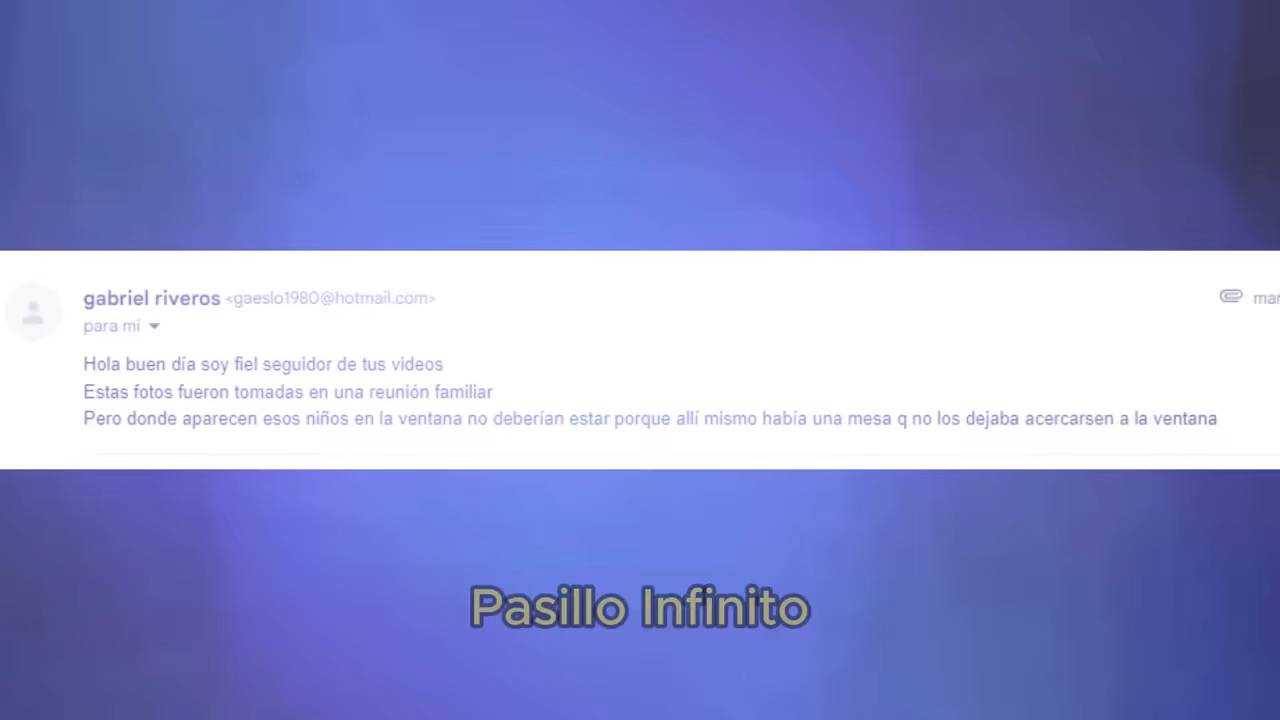 gabriel riveros <gaeslo1980@hotmail.com>
para mí
Hola buen día soy fiel seguidor de tus videos
Estas fotos fueron tomadas en una reunión familiar
Pero donde aparecen esos niños en la ventana no deberían estar porque allí mismo había una mesa q no los dejaba acercarsen a la ventana
Pasillo Infinito